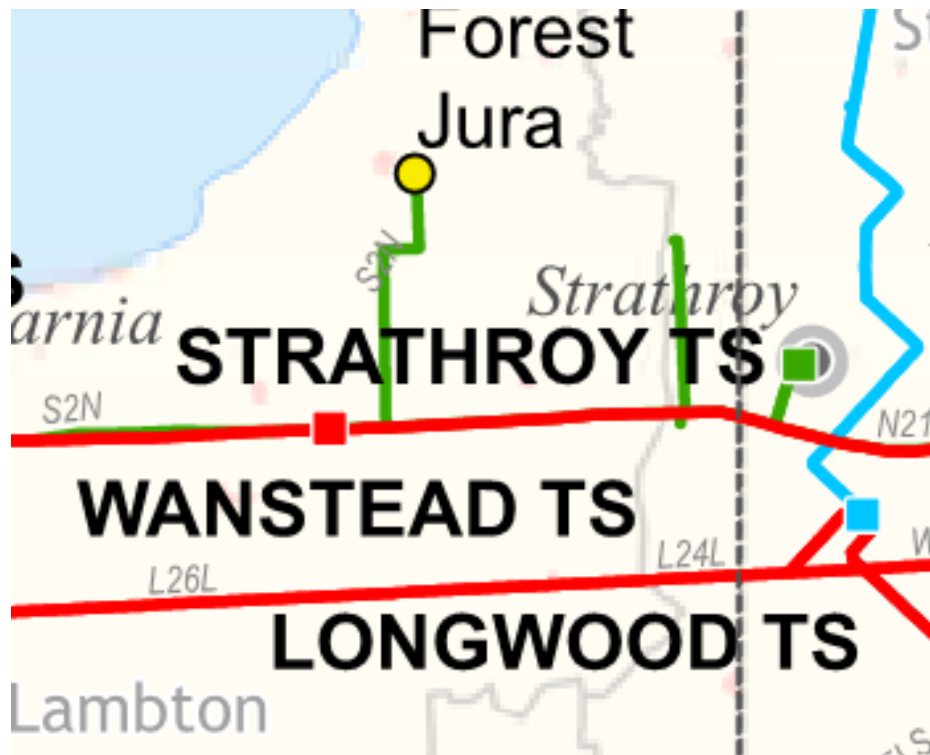 Forest
Jura
S2N
Strathroy
arnia
STRATHROY TS
S2N
N21
WANSTEAD TS
L24L
L26L
LONGWOOD TS
Lambton